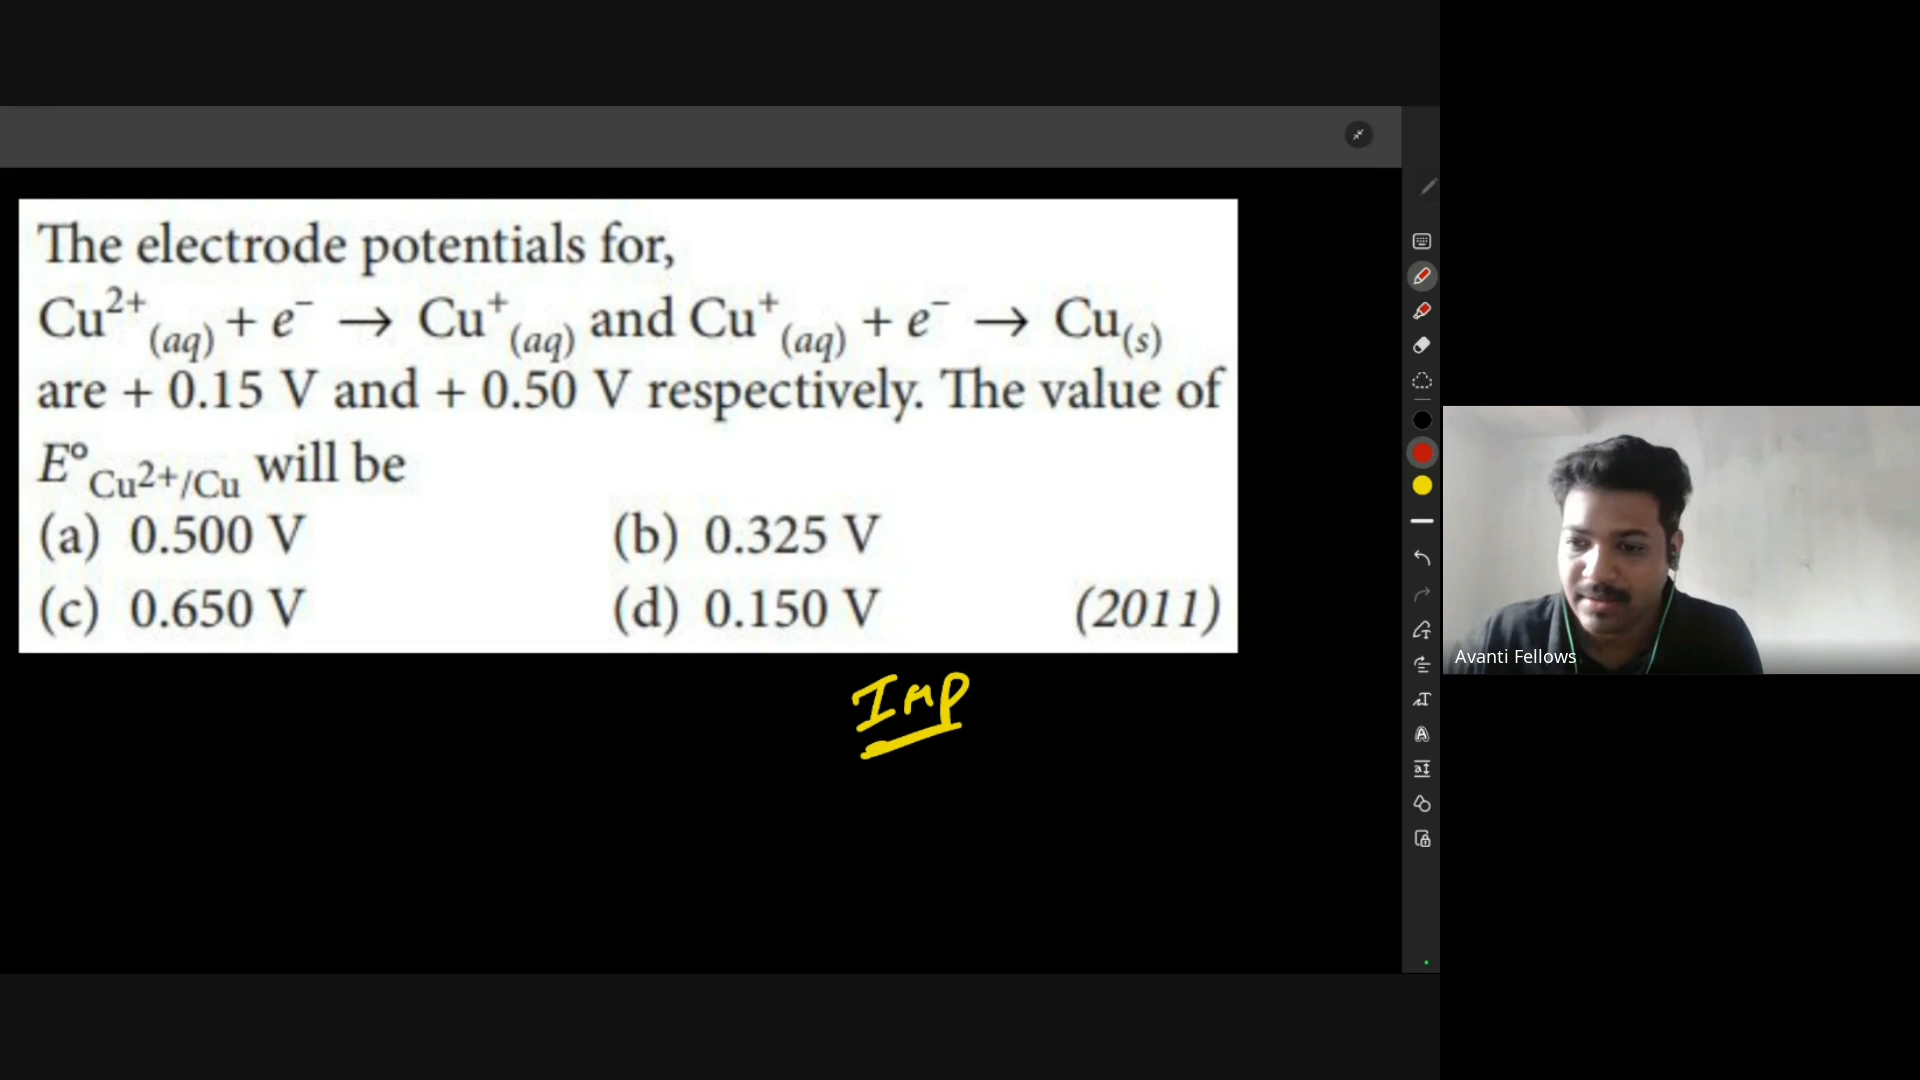 The electrode potentials for,
Cu²⁺(aq) + e⁻ → Cu⁺(aq) and Cu⁺(aq) + e⁻ → Cu(s)
are + 0.15 V and + 0.50 V respectively. The value of
E°Cu²⁺/Cu will be
(a) 0.500 V (b) 0.325 V
(c) 0.650 V (d) 0.150 V (2011)
Imp
Avanti Fellows